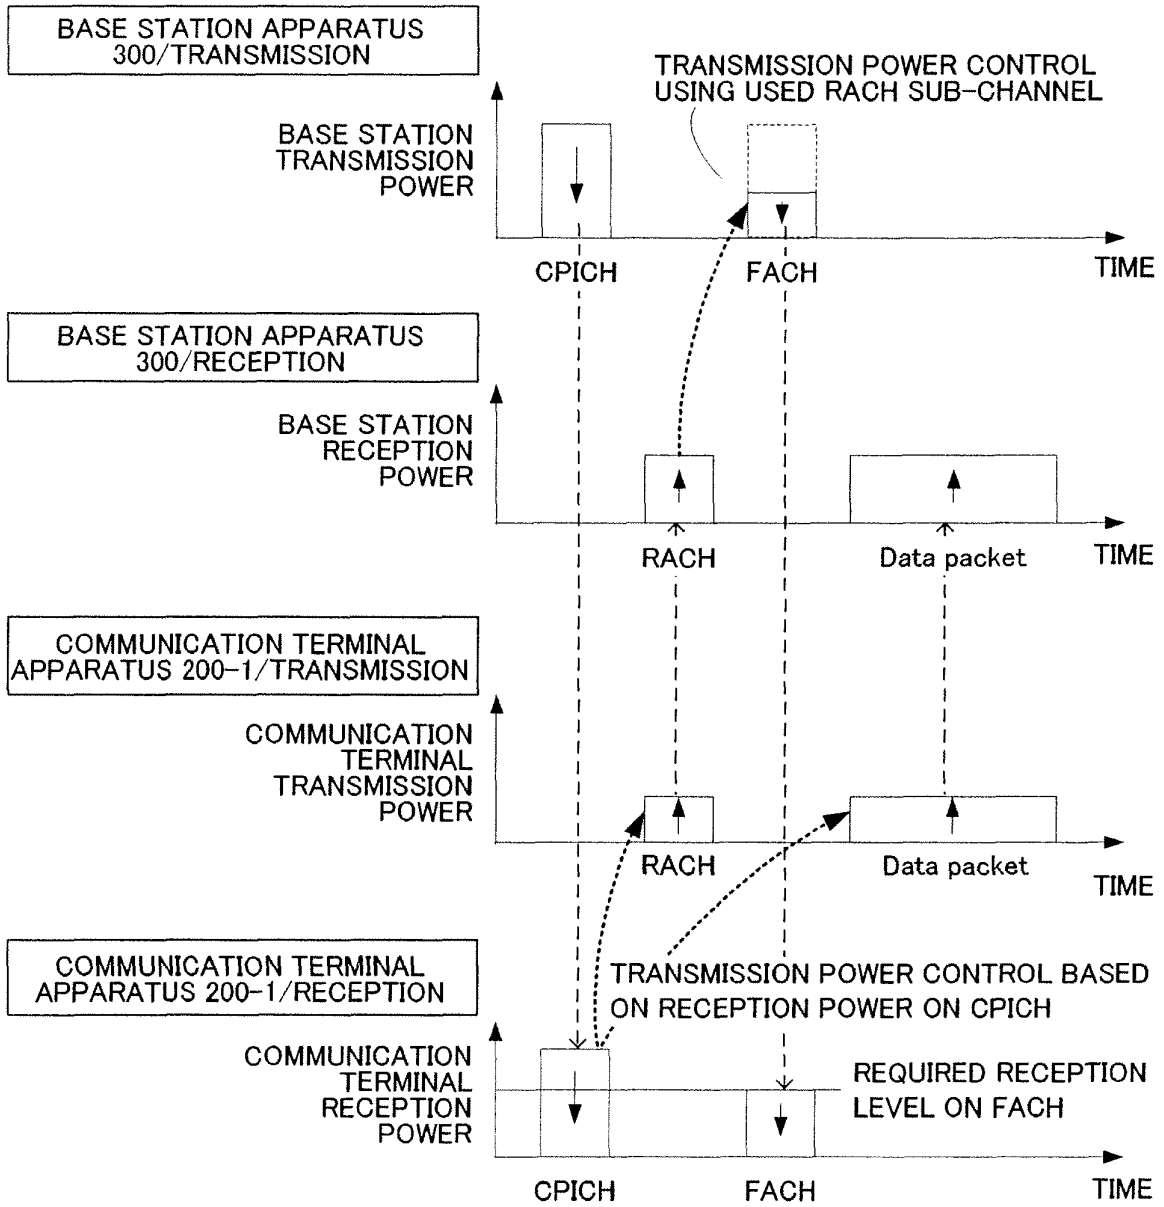 BASE STATION APPARATUS
300/TRANSMISSION
TRANSMISSION POWER CONTROL
USING USED RACH SUB-CHANNEL
BASE STATION
TRANSMISSION
POWER
CPICH
FACH
TIME
BASE STATION APPARATUS
300/RECEPTION
BASE STATION
RECEPTION
POWER
RACH
Data packet
TIME
COMMUNICATION TERMINAL
APPARATUS 200-1/TRANSMISSION
COMMUNICATION
TERMINAL
TRANSMISSION
POWER
RACH
Data packet
TIME
COMMUNICATION TERMINAL
APPARATUS 200-1/RECEPTION
TRANSMISSION POWER CONTROL BASED
ON RECEPTION POWER ON CPICH
COMMUNICATION
TERMINAL
RECEPTION
POWER
REQUIRED RECEPTION
LEVEL ON FACH
CPICH
FACH
TIME